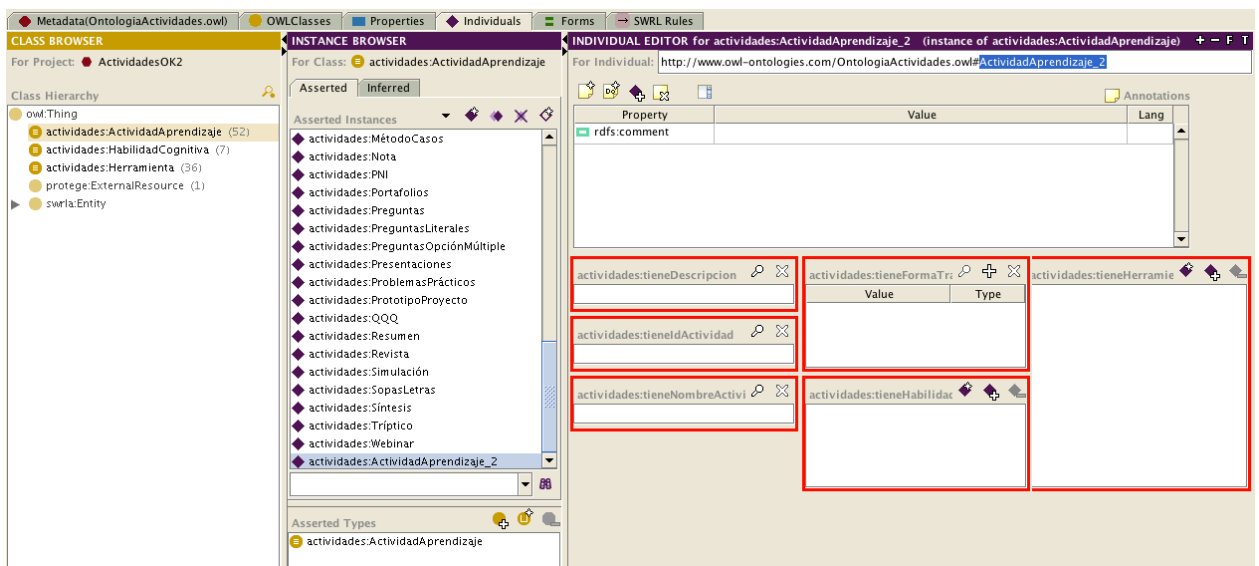 Metadata(OntologiaActividades.owl) OWLClasses Properties Individuals Forms SWRL Rules
CLASS BROWSER
For Project: ActividadesOK2
Class Hierarchy
owl:Thing
actividades:ActividadAprendizaje (52)
actividades:HabilidadCognitiva (7)
actividades:Herramienta (36)
protege:ExternalResource (1)
swrla:Entity
INSTANCE BROWSER
For Class: actividades:ActividadAprendizaje
Asserted Inferred
Asserted Instances
actividades:MétodoCasos
actividades:Nota
actividades:PNI
actividades:Portafolios
actividades:Preguntas
actividades:PreguntasLiterales
actividades:PreguntasOpciónMúltiple
actividades:Presentaciones
actividades:ProblemasPrácticos
actividades:PrototipoProyecto
actividades:QQQ
actividades:Resumen
actividades:Revista
actividades:Simulación
actividades:SopasLetras
actividades:Síntesis
actividades:Tríptico
actividades:Webinar
actividades:ActividadAprendizaje_2
Asserted Types
actividades:ActividadAprendizaje
INDIVIDUAL EDITOR for actividades:ActividadAprendizaje_2 (instance of actividades:ActividadAprendizaje) + − F T
For Individual: http://www.owl-ontologies.com/OntologiaActividades.owl#ActividadAprendizaje_2
Annotations
Property Value Lang
rdfs:comment
actividades:tieneDescripcion
actividades:tieneIdActividad
actividades:tieneNombreActivi
actividades:tieneFormaTra
Value Type
actividades:tieneHabilidad
actividades:tieneHerramie